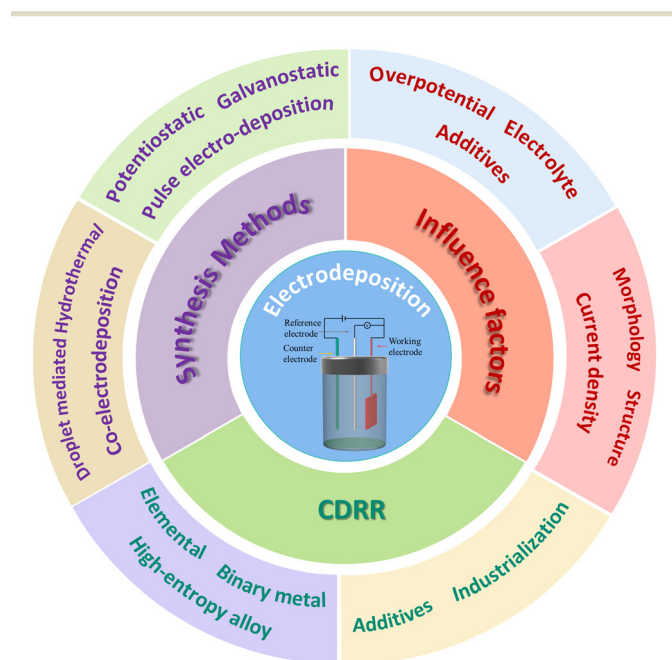 Potentiostatic Galvanostatic
Pulse electro-deposition
Overpotential Electrolyte
Additives
Droplet mediated Hydrothermal
Co-electrodeposition
Synthesis Methods
Influence factors
Morphology Structure
Current density
Electrodeposition
Reference
electrode
V
Counter
electrode
Working
electrode
CDRR
Elemental Binary metal
High-entropy alloy
Additives Industrialization